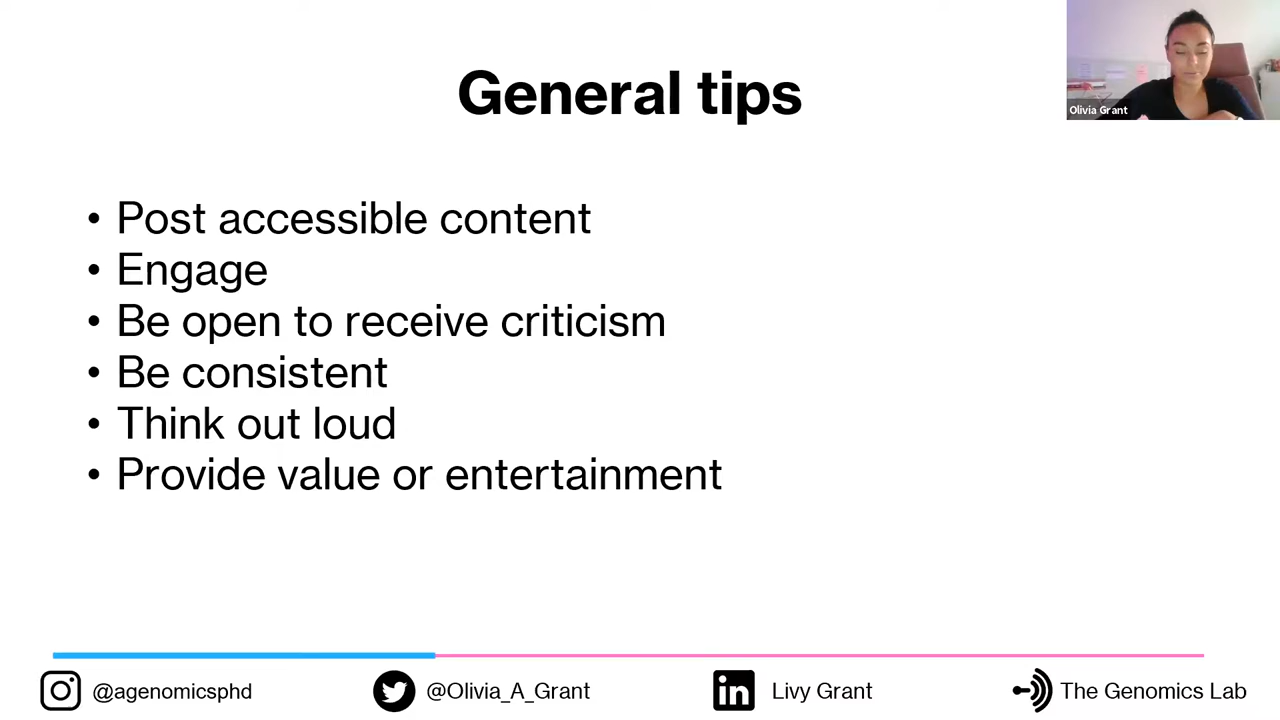 General tips
Olivia Grant
• Post accessible content
• Engage
• Be open to receive criticism
• Be consistent
• Think out loud
• Provide value or entertainment
@agenomicsphd
@Olivia_A_Grant
in
Livy Grant
The Genomics Lab